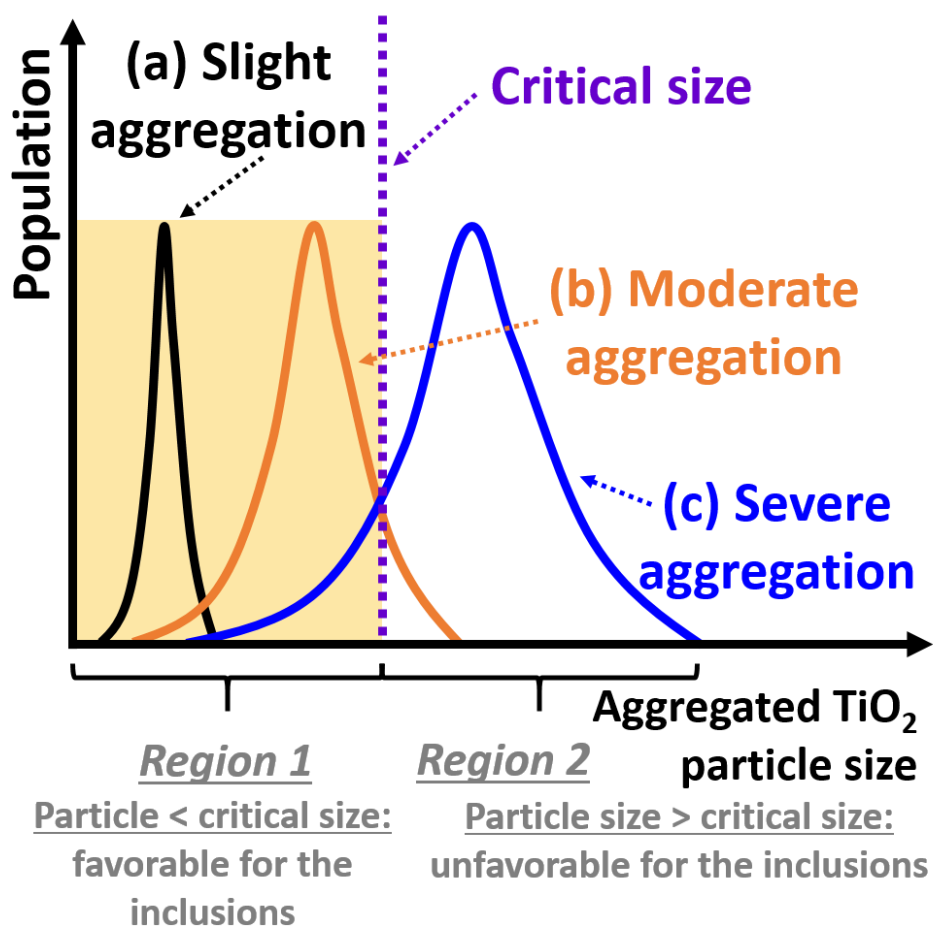 Population
(a) Slight
aggregation
Critical size
(b) Moderate
aggregation
(c) Severe
aggregation
Aggregated TiO₂
particle size
Region 1
Particle < critical size:
favorable for the
inclusions
Region 2
Particle size > critical size:
unfavorable for the inclusions